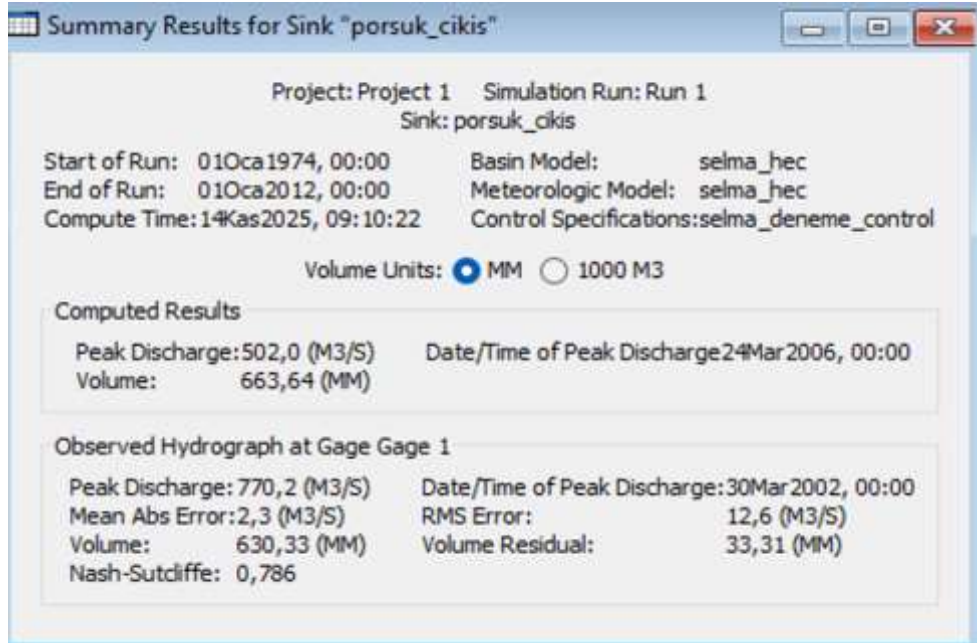 Summary Results for Sink "porsuk_cikis"
Project: Project 1 Simulation Run: Run 1
Sink: porsuk_cikis
Start of Run: 01Oca1974, 00:00 Basin Model: selma_hec
End of Run: 01Oca2012, 00:00 Meteorologic Model: selma_hec
Compute Time:14Kas2025, 09:10:22 Control Specifications:selma_deneme_control
Volume Units: MM 1000 M3
Computed Results
Peak Discharge:502,0 (M3/S) Date/Time of Peak Discharge24Mar2006, 00:00
Volume: 663,64 (MM)
Observed Hydrograph at Gage Gage 1
Peak Discharge:770,2 (M3/S) Date/Time of Peak Discharge:30Mar2002, 00:00
Mean Abs Error:2,3 (M3/S) RMS Error: 12,6 (M3/S)
Volume: 630,33 (MM) Volume Residual: 33,31 (MM)
Nash-Sutcliffe: 0,786